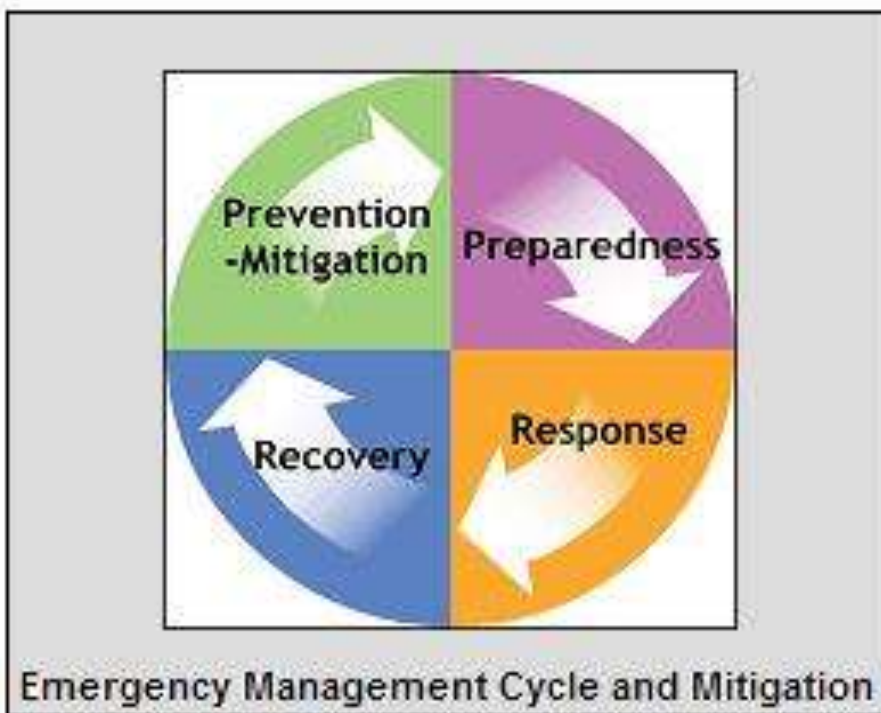 Prevention
-Mitigation
Preparedness
Recovery
Response
Emergency Management Cycle and Mitigation